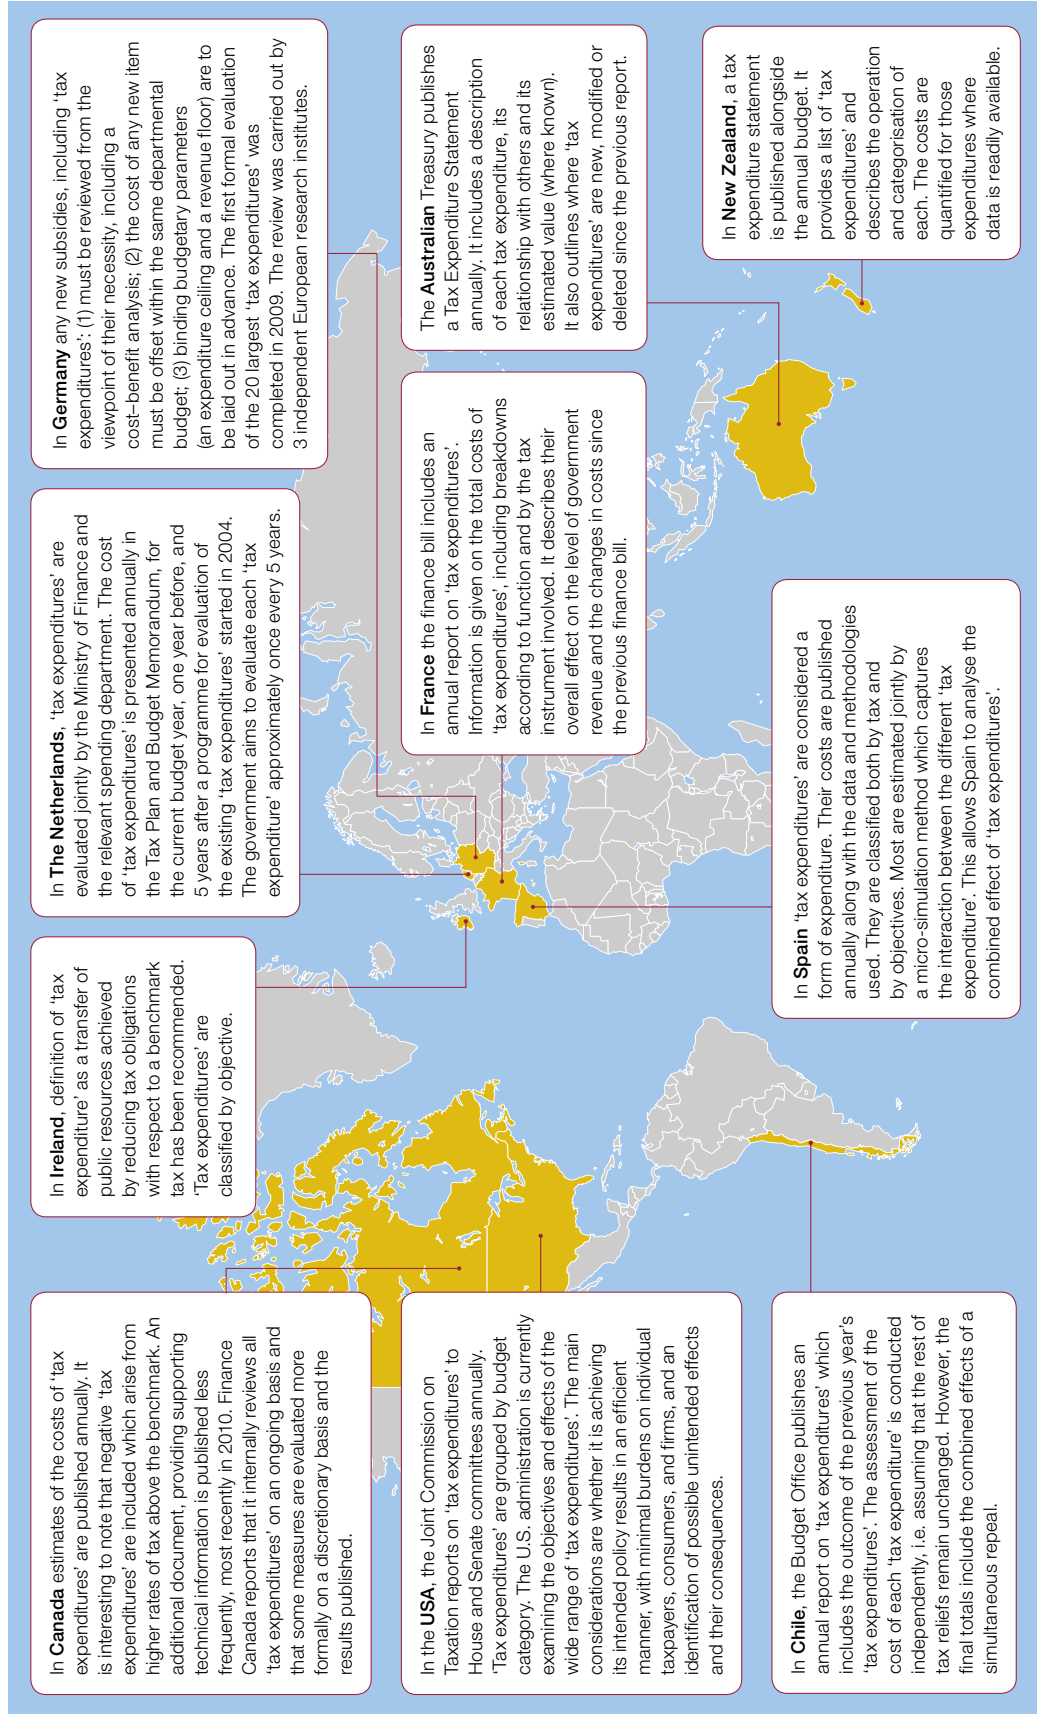 In Canada estimates of the costs of ‘tax
expenditures’ are published annually. It
is interesting to note that negative ‘tax
expenditures’ are included which arise from
higher rates of tax above the benchmark. An
additional document, providing supporting
technical information is published less
frequently, most recently in 2010. Finance
Canada reports that it internally reviews all
‘tax expenditures’ on an ongoing basis and
that some measures are evaluated more
formally on a discretionary basis and the
results published.
In Ireland, definition of ‘tax
expenditure’ as a transfer of
public resources achieved
by reducing tax obligations
with respect to a benchmark
tax has been recommended.
‘Tax expenditures’ are
classified by objective.
In The Netherlands, ‘tax expenditures’ are
evaluated jointly by the Ministry of Finance and
the relevant spending department. The cost
of ‘tax expenditures’ is presented annually in
the Tax Plan and Budget Memorandum, for
the current budget year, one year before, and
5 years after a programme for evaluation of
the existing ‘tax expenditures’ started in 2004.
The government aims to evaluate each ‘tax
expenditure’ approximately once every 5 years.
In Germany any new subsidies, including ‘tax
expenditures’: (1) must be reviewed from the
viewpoint of their necessity, including a
cost–benefit analysis; (2) the cost of any new item
must be offset within the same departmental
budget; (3) binding budgetary parameters
(an expenditure ceiling and a revenue floor) are to
be laid out in advance. The first formal evaluation
of the 20 largest ‘tax expenditures’ was
completed in 2009. The review was carried out by
3 independent European research institutes.
In the USA, the Joint Commission on
Taxation reports on ‘tax expenditures’ to
House and Senate committees annually.
‘Tax expenditures’ are grouped by budget
category. The U.S. administration is currently
examining the objectives and effects of the
wide range of ‘tax expenditures’. The main
considerations are whether it is achieving
its intended policy results in an efficient
manner, with minimal burdens on individual
taxpayers, consumers, and firms, and an
identification of possible unintended effects
and their consequences.
In France the finance bill includes an
annual report on ‘tax expenditures’.
Information is given on the total costs of
‘tax expenditures’, including breakdowns
according to function and by the tax
instrument involved. It describes their
overall effect on the level of government
revenue and the changes in costs since
the previous finance bill.
The Australian Treasury publishes
a Tax Expenditure Statement
annually. It includes a description
of each tax expenditure, its
relationship with others and its
estimated value (where known).
It also outlines where ‘tax
expenditures’ are new, modified or
deleted since the previous report.
In Chile, the Budget Office publishes an
annual report on ‘tax expenditures’ which
includes the outcome of the previous year’s
‘tax expenditures’. The assessment of the
cost of each ‘tax expenditure’ is conducted
independently, i.e. assuming that the rest of
tax reliefs remain unchanged. However, the
final totals include the combined effects of a
simultaneous repeal.
In Spain ‘tax expenditures’ are considered a
form of expenditure. Their costs are published
annually along with the data and methodologies
used. They are classified both by tax and
by objectives. Most are estimated jointly by
a micro-simulation method which captures
the interaction between the different ‘tax
expenditure’. This allows Spain to analyse the
combined effect of ‘tax expenditures’.
In New Zealand, a tax
expenditure statement
is published alongside
the annual budget. It
provides a list of ‘tax
expenditures’ and
describes the operation
and categorisation of
each. The costs are
quantified for those
expenditures where
data is readily available.